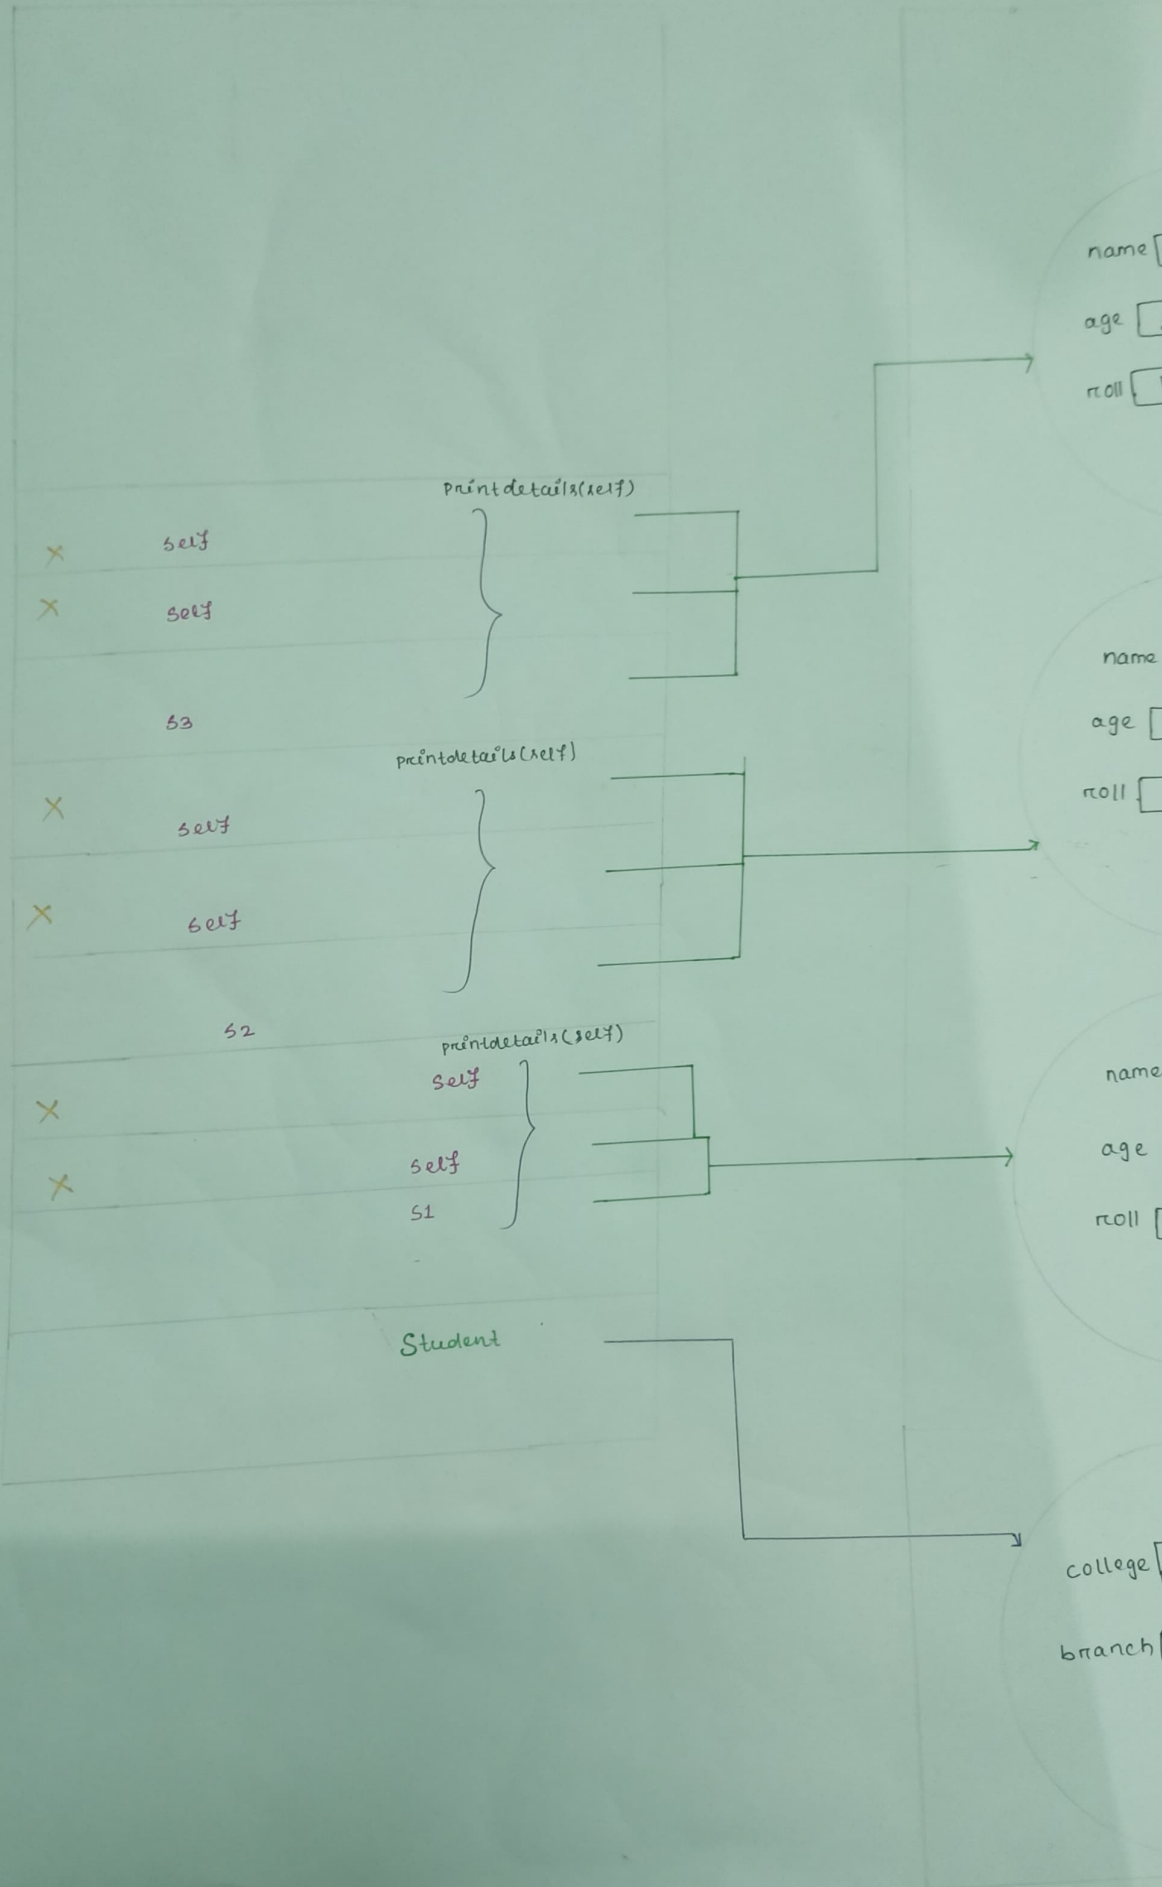 name
age
roll
printdetails(self)
self
self
name
age
roll
s3
printdetails(self)
self
self
s2
printdetails(self)
self
name
age
self
s1
roll
Student
college
branch